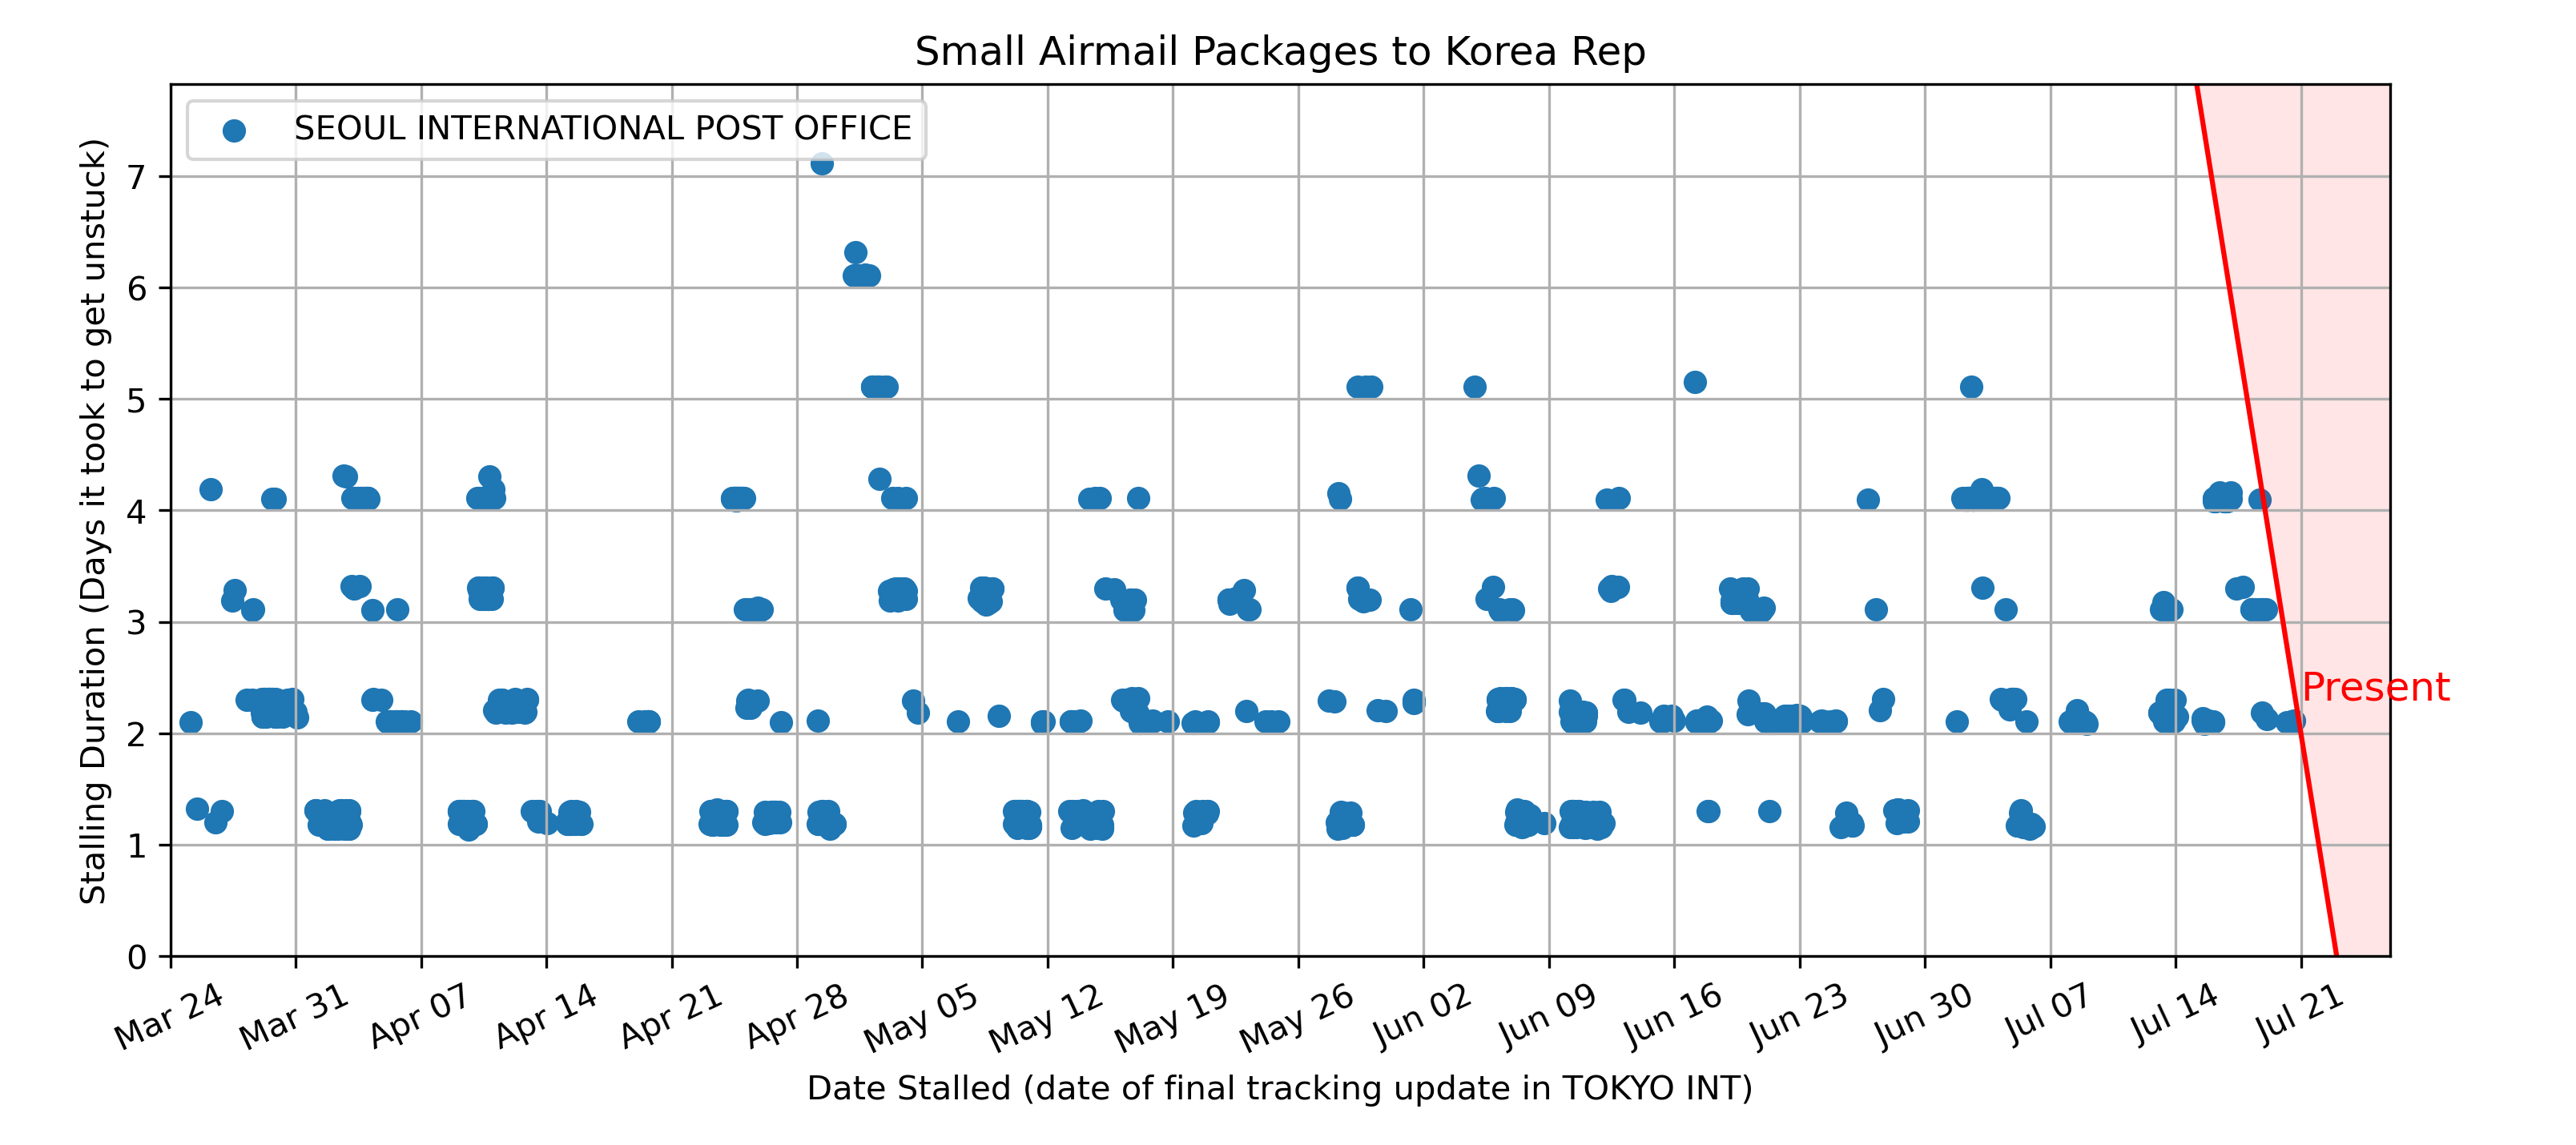 Small Airmail Packages to Korea Rep
SEOUL INTERNATIONAL POST OFFICE
Stalling Duration (Days it took to get unstuck)
7
6
5
4
3
2
1
0
Present
Mar 24 Mar 31 Apr 07 Apr 14 Apr 21 Apr 28 May 05 May 12 May 19 May 26 Jun 02 Jun 09 Jun 16 Jun 23 Jun 30 Jul 07 Jul 14 Jul 21
Date Stalled (date of final tracking update in TOKYO INT)